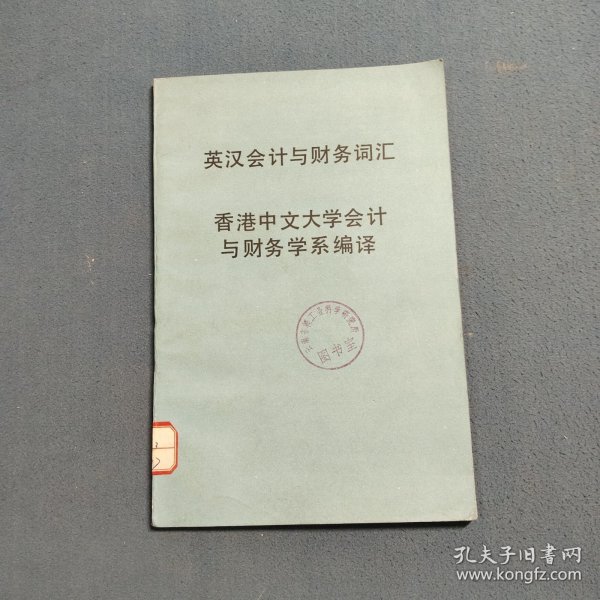 英汉会计与财务词汇
香港中文大学会计
与财务学系编译
图书室
孔夫子旧书网
www.kongfz.com